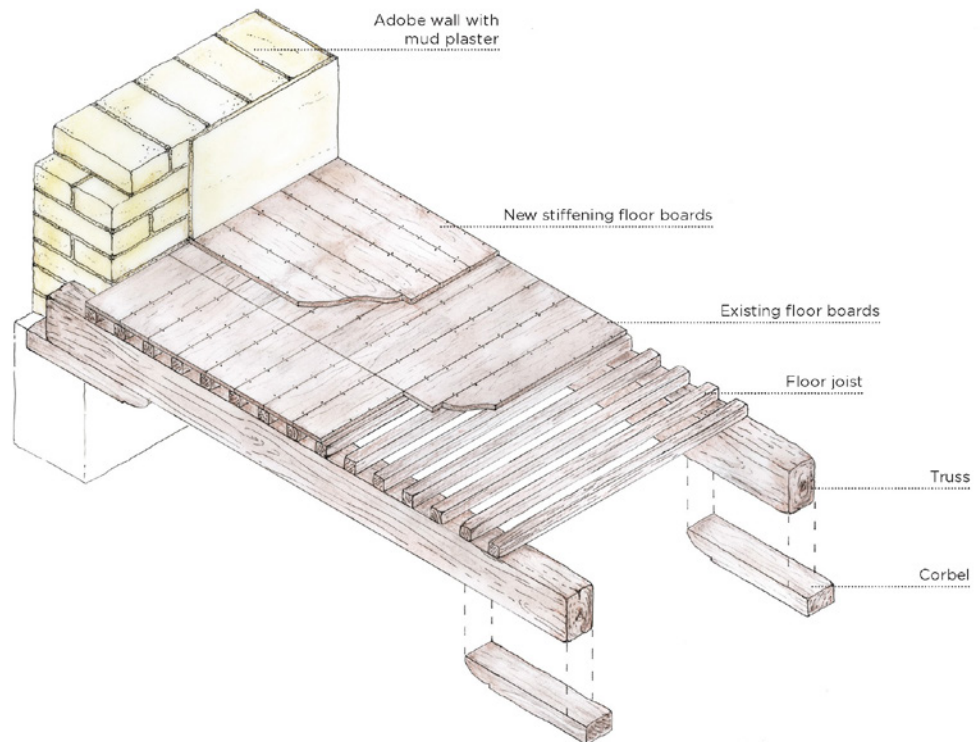 Adobe wall with
mud plaster
New stiffening floor boards
Existing floor boards
Floor joist
Truss
Corbel